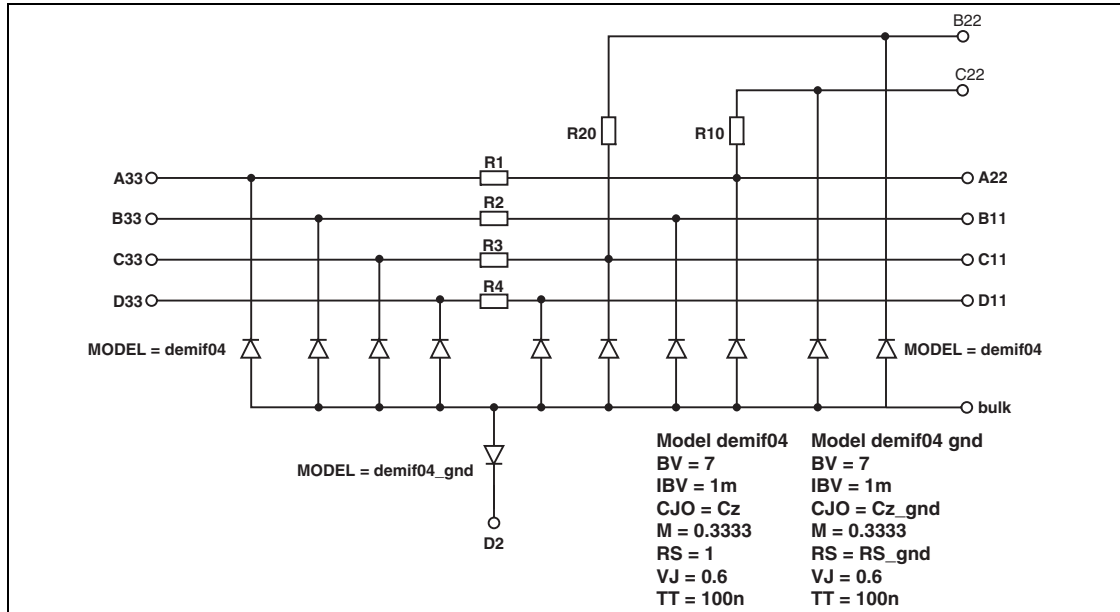 B22
C22
R20
R10
R1
A33
A22
R2
B33
B11
R3
C33
C11
R4
D33
D11
MODEL = demif04
MODEL = demif04
bulk
MODEL = demif04_gnd
D2
Model demif04
BV = 7
IBV = 1m
CJO = Cz
M = 0.3333
RS = 1
VJ = 0.6
TT = 100n
Model demif04 gnd
BV = 7
IBV = 1m
CJO = Cz_gnd
M = 0.3333
RS = RS_gnd
VJ = 0.6
TT = 100n